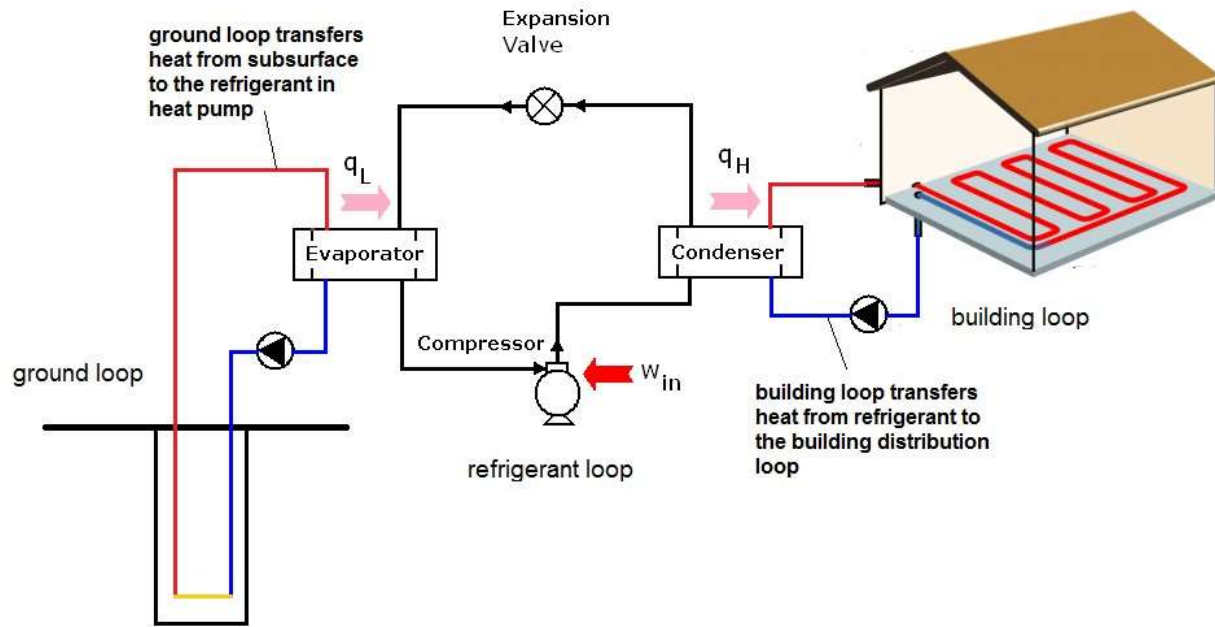 ground loop transfers
heat from subsurface
to the refrigerant in
heat pump
Expansion
Valve
qL
qH
Evaporator
Condenser
Compressor
win
ground loop
refrigerant loop
building loop
building loop transfers
heat from refrigerant to
the building distribution
loop